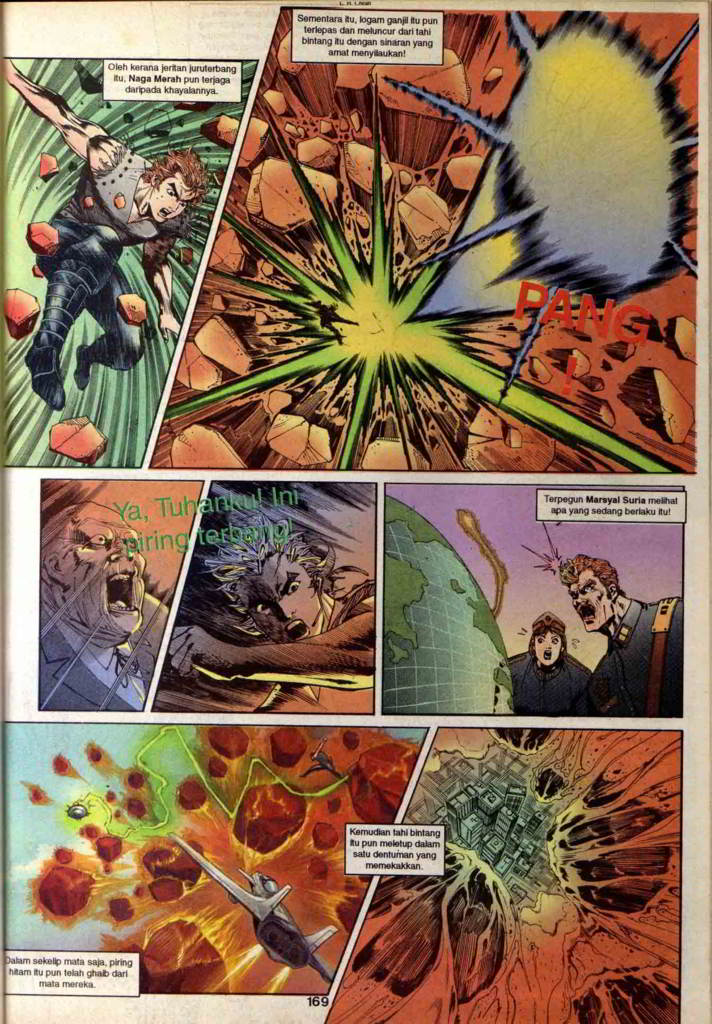 Oleh kerana jeritan juruterbang
itu, Naga Merah pun terjaga
daripada khayalannya.
Sementara itu, logam ganjil itu pun
terlepas dan meluncur dari tahi
bintang itu dengan sinaran yang
amat menyilaukan!
PANG
!
Ya, Tuhanku! Ini
piring terbang!
Terpegun Marsyal Suria melihat
apa yang sedang berlaku itu!
Dalam sekelip mata saja, piring
hitam itu pun telah ghaib dari
mata mereka.
Kemudian tahi bintang
itu pun meletup dalam
satu dentuman yang
memekakkan.
169